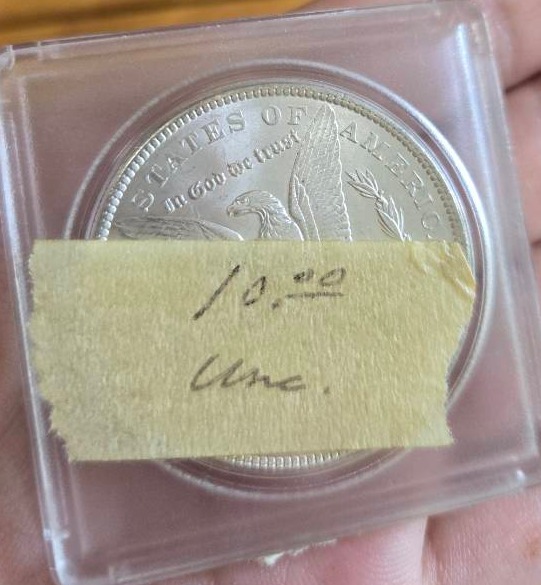 STATES OF AMERICA
In God we trust
10.00
Unc.